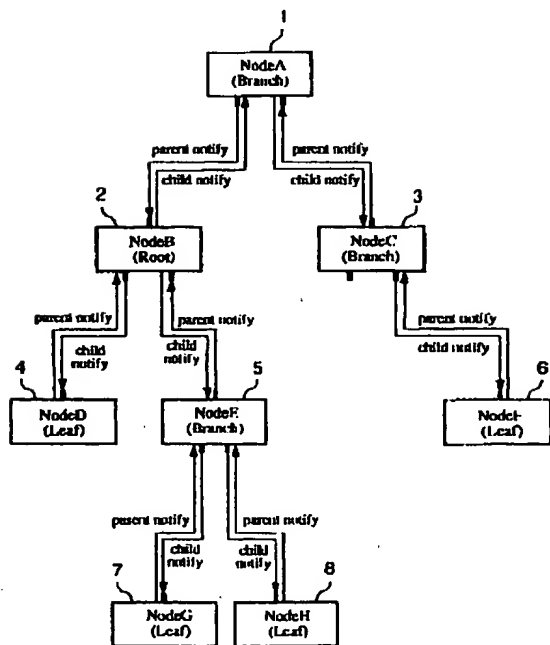 1
NodeA
(Branch)
parent notify
child notify
parent notify
child notify
2
NodeB
(Root)
3
NodeC
(Branch)
parent notify
child
notify
parent notify
child
notify
parent notify
child notify
4
NodeD
(Leaf)
5
NodeE
(Branch)
6
NodeF
(Leaf)
parent notify
child
notify
parent notify
child
notify
7
NodeG
(Leaf)
8
NodeH
(Leaf)